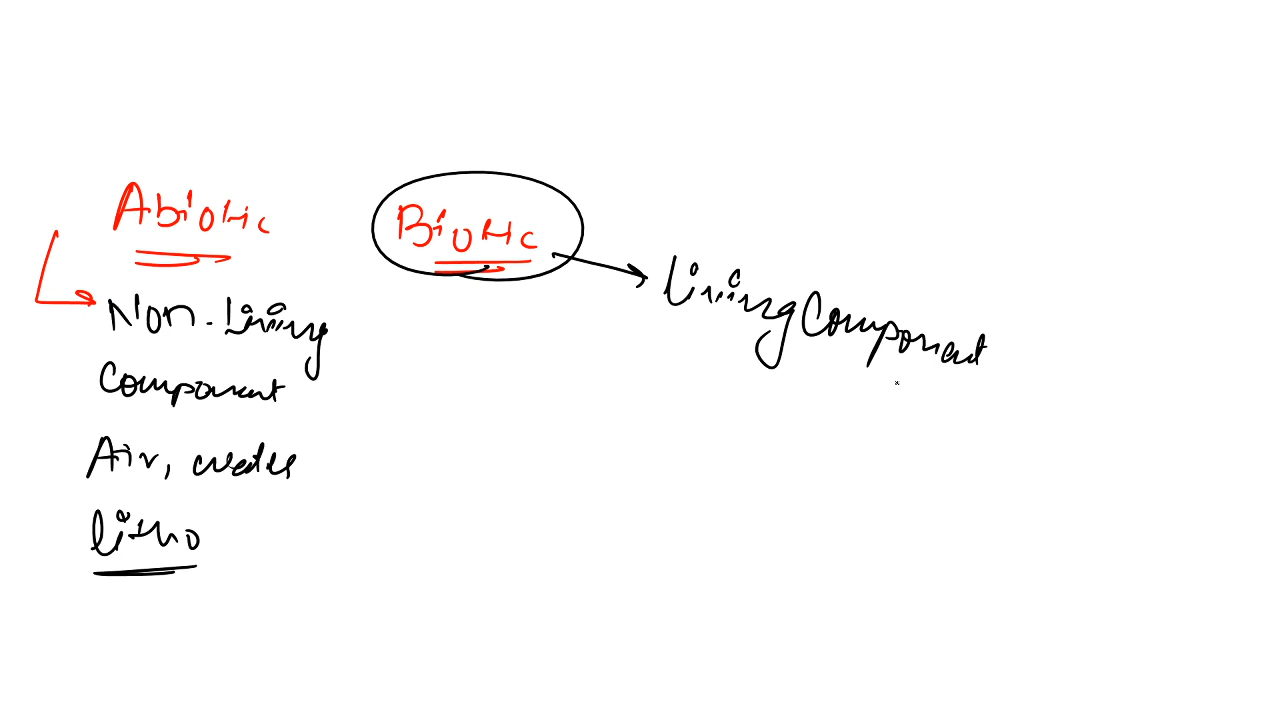 Abiotic
Biotic
Non-Living
Component
Air, water
litho
Living Component